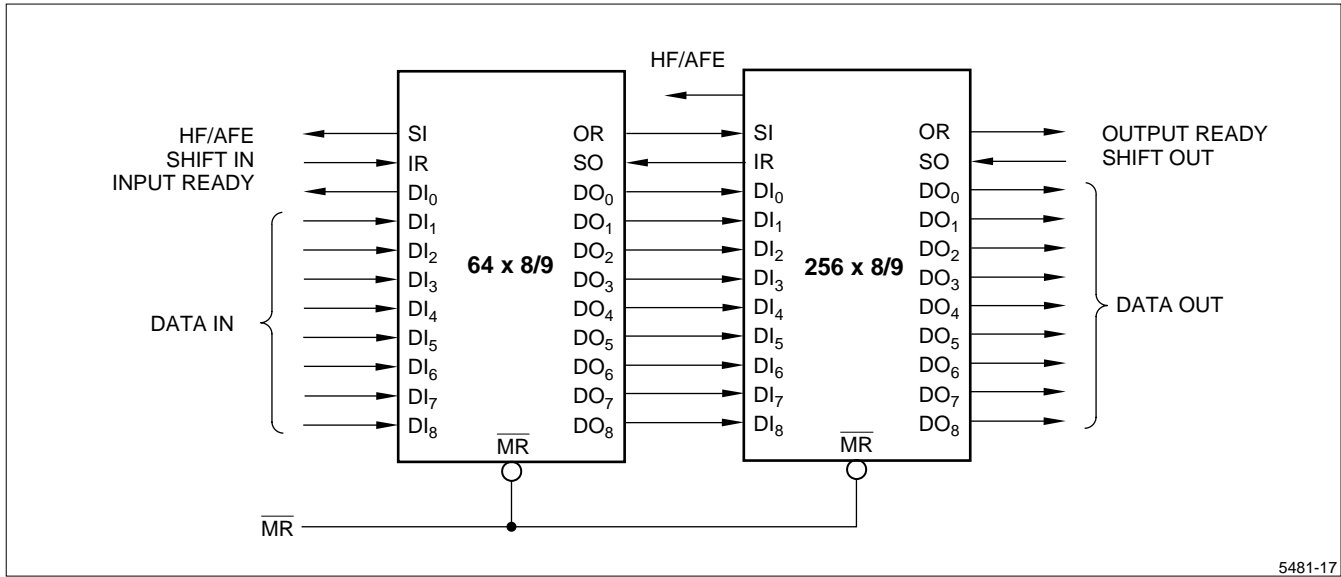 HF/AFE
HF/AFE
SHIFT IN
INPUT READY
DATA IN
SI
IR
DI0
DI1
DI2
DI3
DI4
DI5
DI6
DI7
DI8
64 x 8/9
OR
SO
DO0
DO1
DO2
DO3
DO4
DO5
DO6
DO7
DO8
MR
SI
IR
DI0
DI1
DI2
DI3
DI4
DI5
DI6
DI7
DI8
256 x 8/9
OR
SO
DO0
DO1
DO2
DO3
DO4
DO5
DO6
DO7
DO8
MR
OUTPUT READY
SHIFT OUT
DATA OUT
MR
5481-17